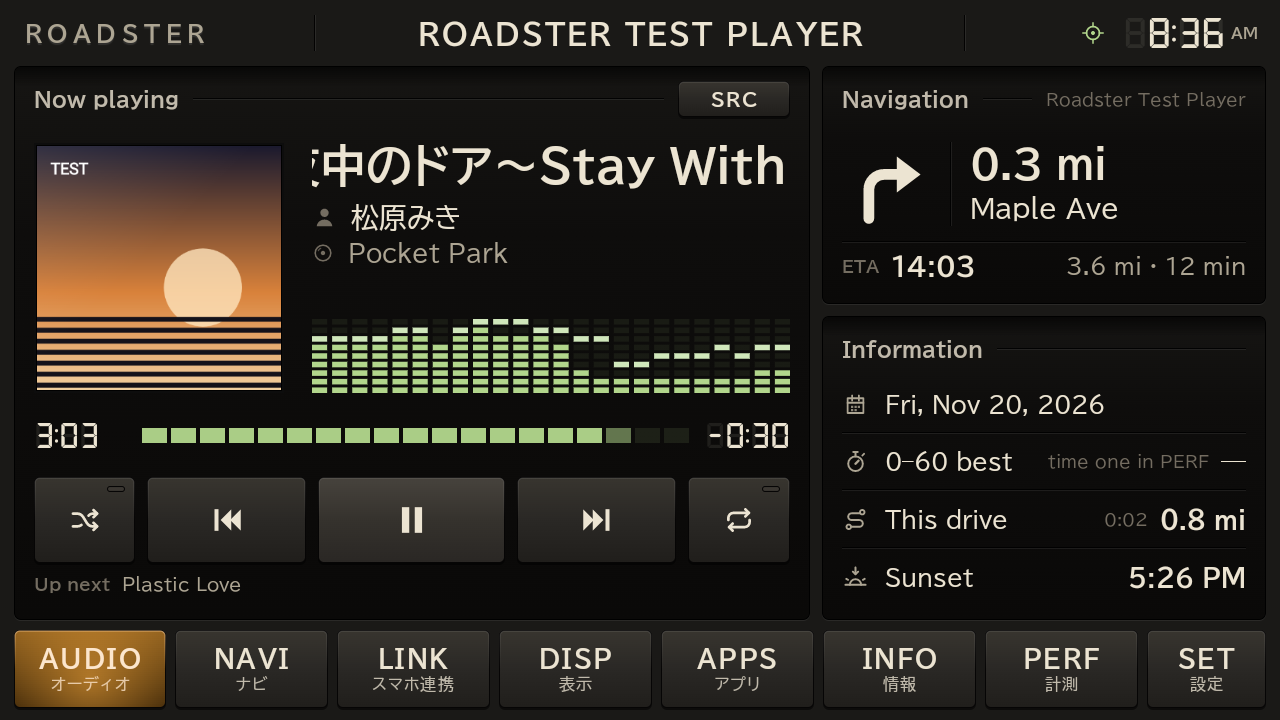 ROADSTER
ROADSTER TEST PLAYER
8:36 AM
Now playing
SRC
TEST
中のドア〜Stay With
松原みき
Pocket Park
3:03
-0:30
Up next Plastic Love
Navigation
Roadster Test Player
0.3 mi
Maple Ave
ETA 14:03
3.6 mi · 12 min
Information
Fri, Nov 20, 2026
0–60 best
time one in PERF —
This drive
0:02 0.8 mi
Sunset
5:26 PM
AUDIO
オーディオ
NAVI
ナビ
LINK
スマホ連携
DISP
表示
APPS
アプリ
INFO
情報
PERF
計測
SET
設定